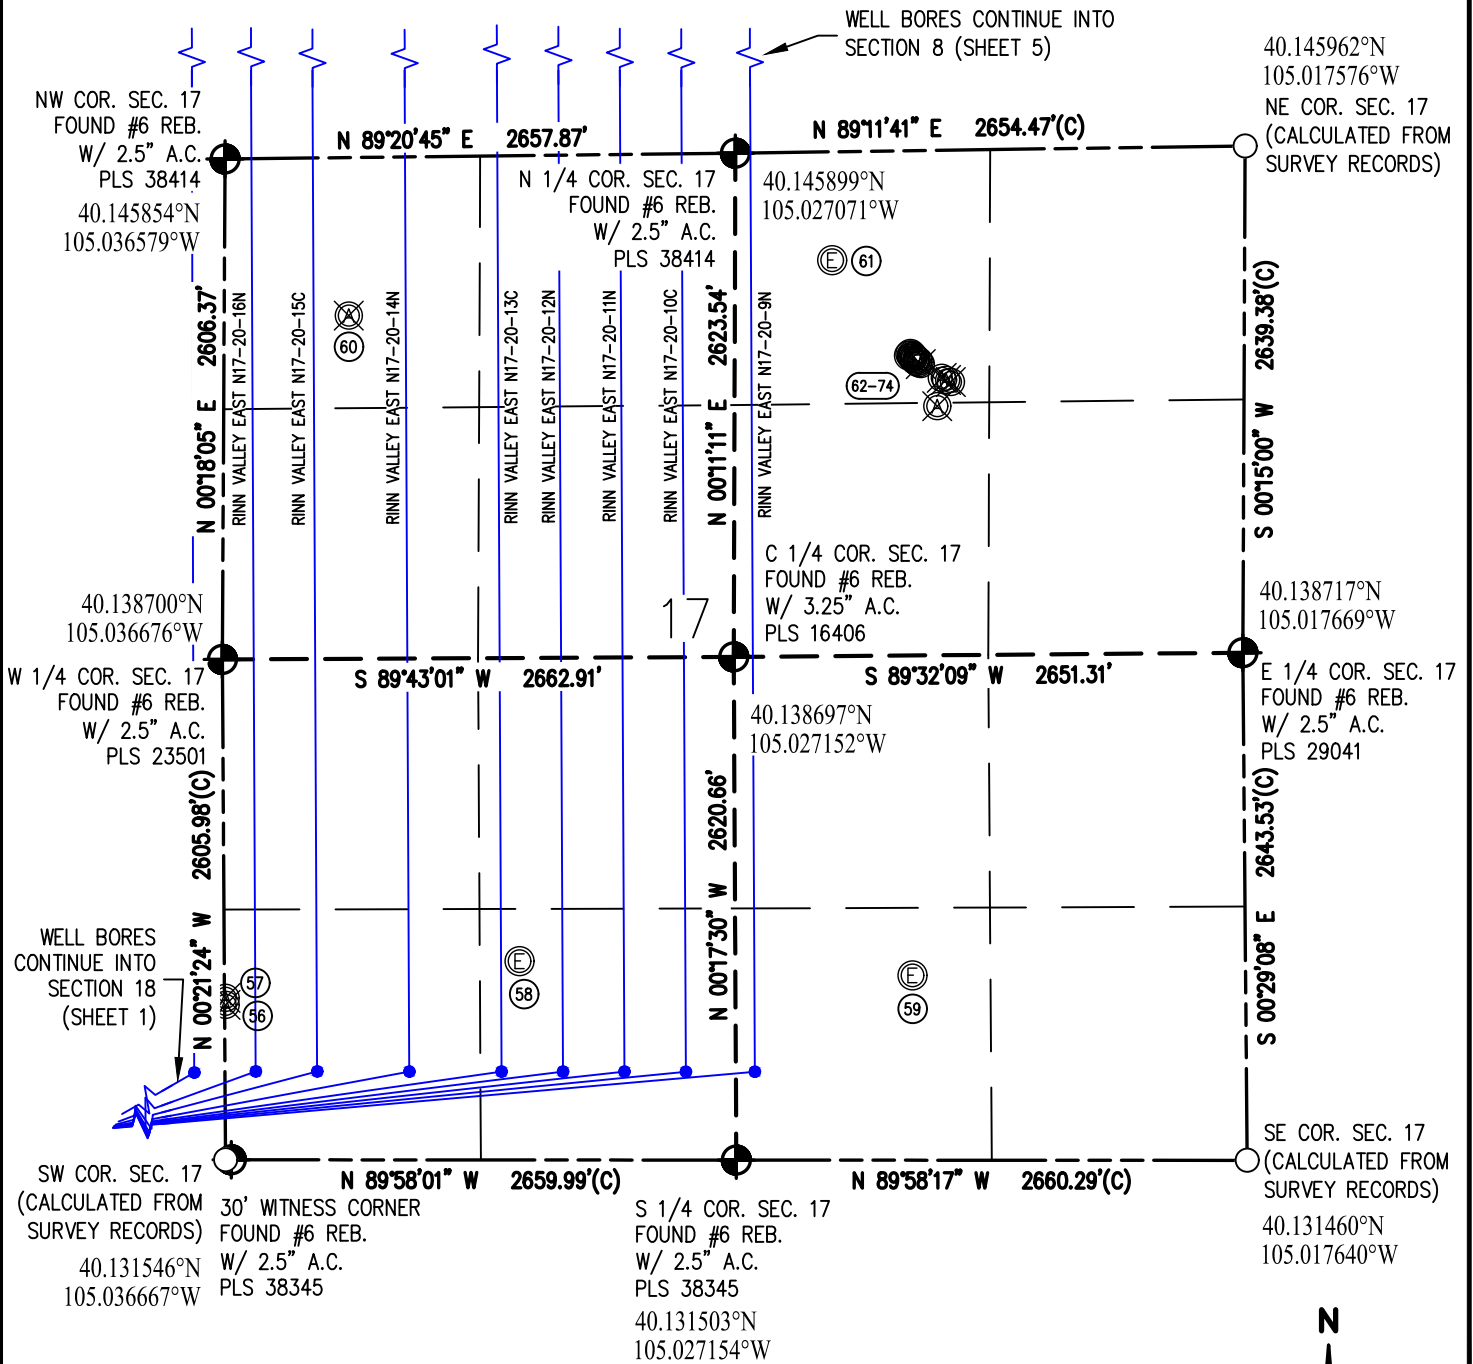 WELL BORES CONTINUE INTO
SECTION 8 (SHEET 5)
40.145962°N
105.017576°W
NE COR. SEC. 17
(CALCULATED FROM
SURVEY RECORDS)
NW COR. SEC. 17
FOUND #6 REB.
W/ 2.5" A.C.
PLS 38414
40.145854°N
105.036579°W
N 89°20'45" E 2657.87'
N 89°11'41" E 2654.47'(C)
N 1/4 COR. SEC. 17
FOUND #6 REB.
W/ 2.5" A.C.
PLS 38414
40.145899°N
105.027071°W
E 61
A
60
62-74
A
N 00°18'05" E 2606.37'
RINN VALLEY EAST N17-20-16N
RINN VALLEY EAST N17-20-15C
RINN VALLEY EAST N17-20-14N
RINN VALLEY EAST N17-20-13C
RINN VALLEY EAST N17-20-12N
RINN VALLEY EAST N17-20-11N
RINN VALLEY EAST N17-20-10C
N 00°11'11" E 2623.54'
RINN VALLEY EAST N17-20-9N
S 00°15'00" W 2639.38'(C)
C 1/4 COR. SEC. 17
FOUND #6 REB.
W/ 3.25" A.C.
PLS 16406
17
40.138700°N
105.036676°W
W 1/4 COR. SEC. 17
FOUND #6 REB.
W/ 2.5" A.C.
PLS 23501
S 89°43'01" W 2662.91'
S 89°32'09" W 2651.31'
40.138717°N
105.017669°W
E 1/4 COR. SEC. 17
FOUND #6 REB.
W/ 2.5" A.C.
PLS 29041
40.138697°N
105.027152°W
N 00°21'24" W 2605.98'(C)
N 00°17'30" W 2620.66'
S 00°29'08" E 2643.53'(C)
WELL BORES
CONTINUE INTO
SECTION 18
(SHEET 1)
57
56
E
58
E
59
N 89°58'01" W 2659.99'(C)
N 89°58'17" W 2660.29'(C)
SW COR. SEC. 17
(CALCULATED FROM
SURVEY RECORDS)
40.131546°N
105.036667°W
30' WITNESS CORNER
FOUND #6 REB.
W/ 2.5" A.C.
PLS 38345
S 1/4 COR. SEC. 17
FOUND #6 REB.
W/ 2.5" A.C.
PLS 38345
40.131503°N
105.027154°W
SE COR. SEC. 17
(CALCULATED FROM
SURVEY RECORDS)
40.131460°N
105.017640°W
N